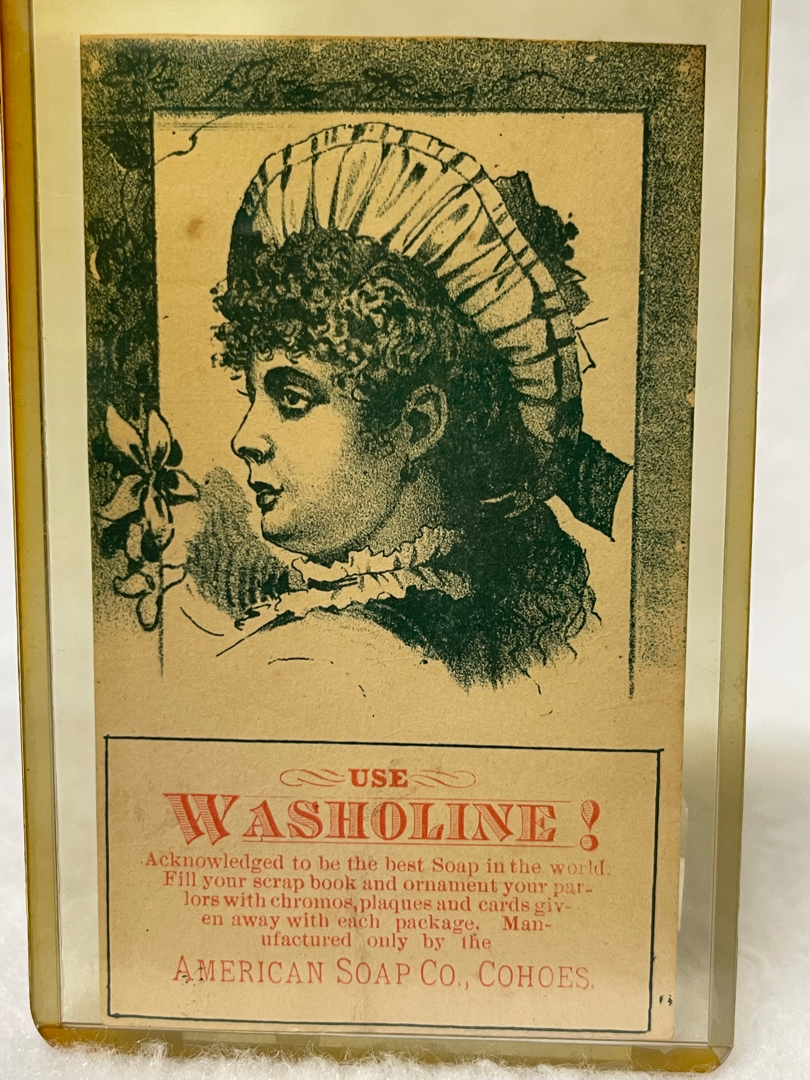 USE
WASHOLINE!
Acknowledged to be the best Soap in the world.
Fill your scrap book and ornament your par-
lors with chromos, plaques and cards giv-
en away with each package. Man-
ufactured only by the
AMERICAN SOAP CO., COHOES.